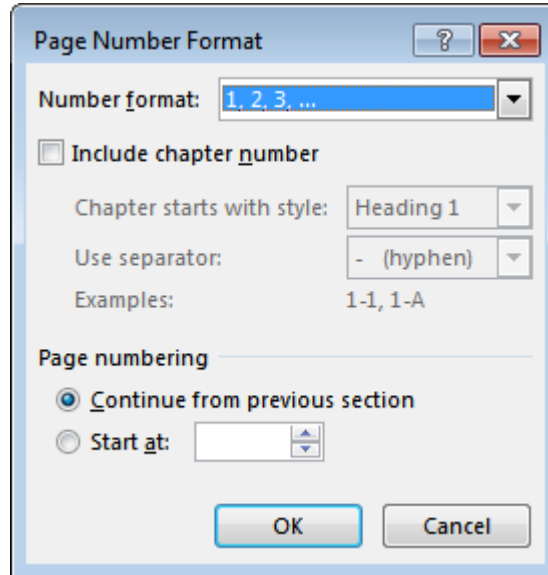 Page Number Format ?
Number format: 1, 2, 3, ...
Include chapter number
Chapter starts with style: Heading 1
Use separator: - (hyphen)
Examples: 1-1, 1-A
Page numbering
Continue from previous section
Start at:
OK Cancel